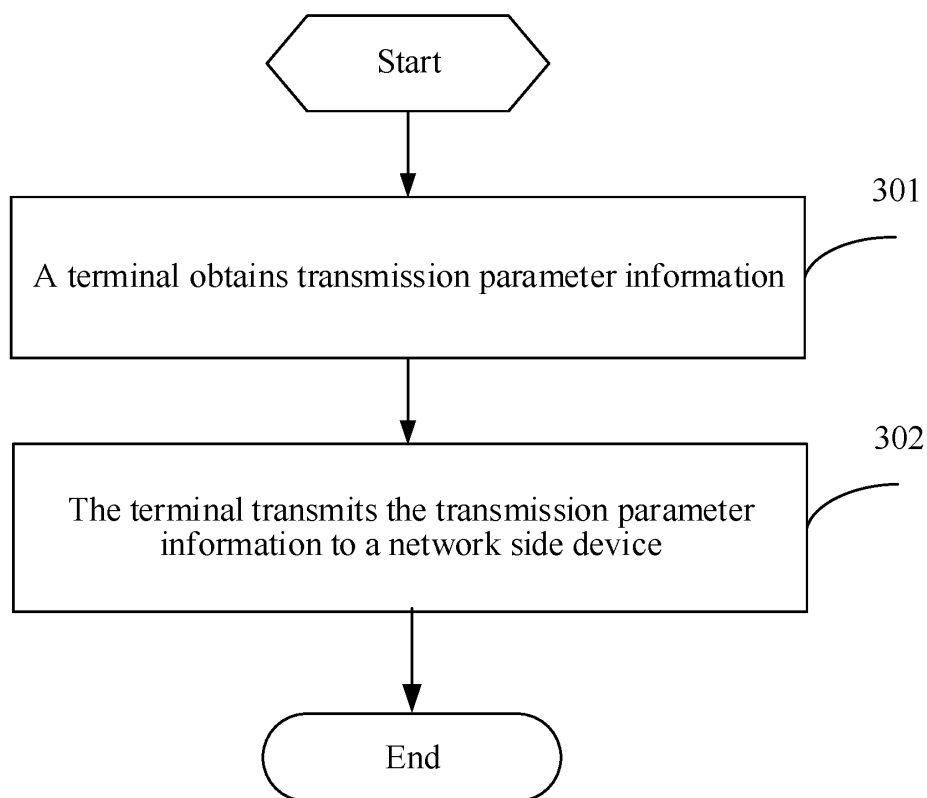 Start
301
A terminal obtains transmission parameter information
302
The terminal transmits the transmission parameter
information to a network side device
End